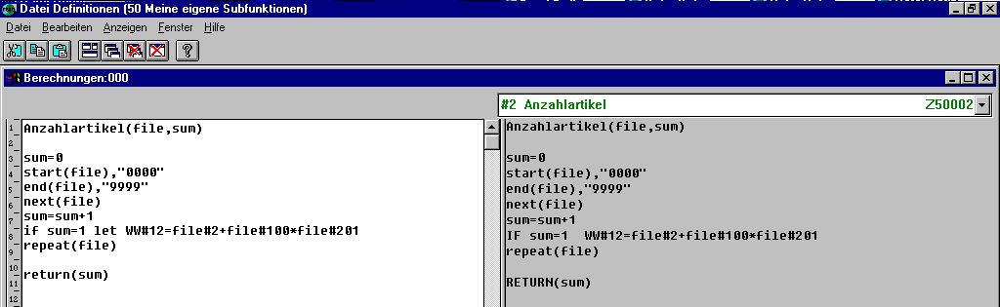 Datei Definitionen (50 Meine eigene Subfunktionen)
Datei Bearbeiten Anzeigen Fenster Hilfe
Berechnungen:000
#2 Anzahlartikel Z50002
1 Anzahlartikel(file,sum)
2
3 sum=0
4 start(file),"0000"
5 end(file),"9999"
6 next(file)
7 sum=sum+1
8 if sum=1 let WW#12=file#2+file#100*file#201
9 repeat(file)
10
11 return(sum)
12
Anzahlartikel(file,sum)
sum=0
start(file),"0000"
end(file),"9999"
next(file)
sum=sum+1
IF sum=1 WW#12=file#2+file#100*file#201
repeat(file)
RETURN(sum)